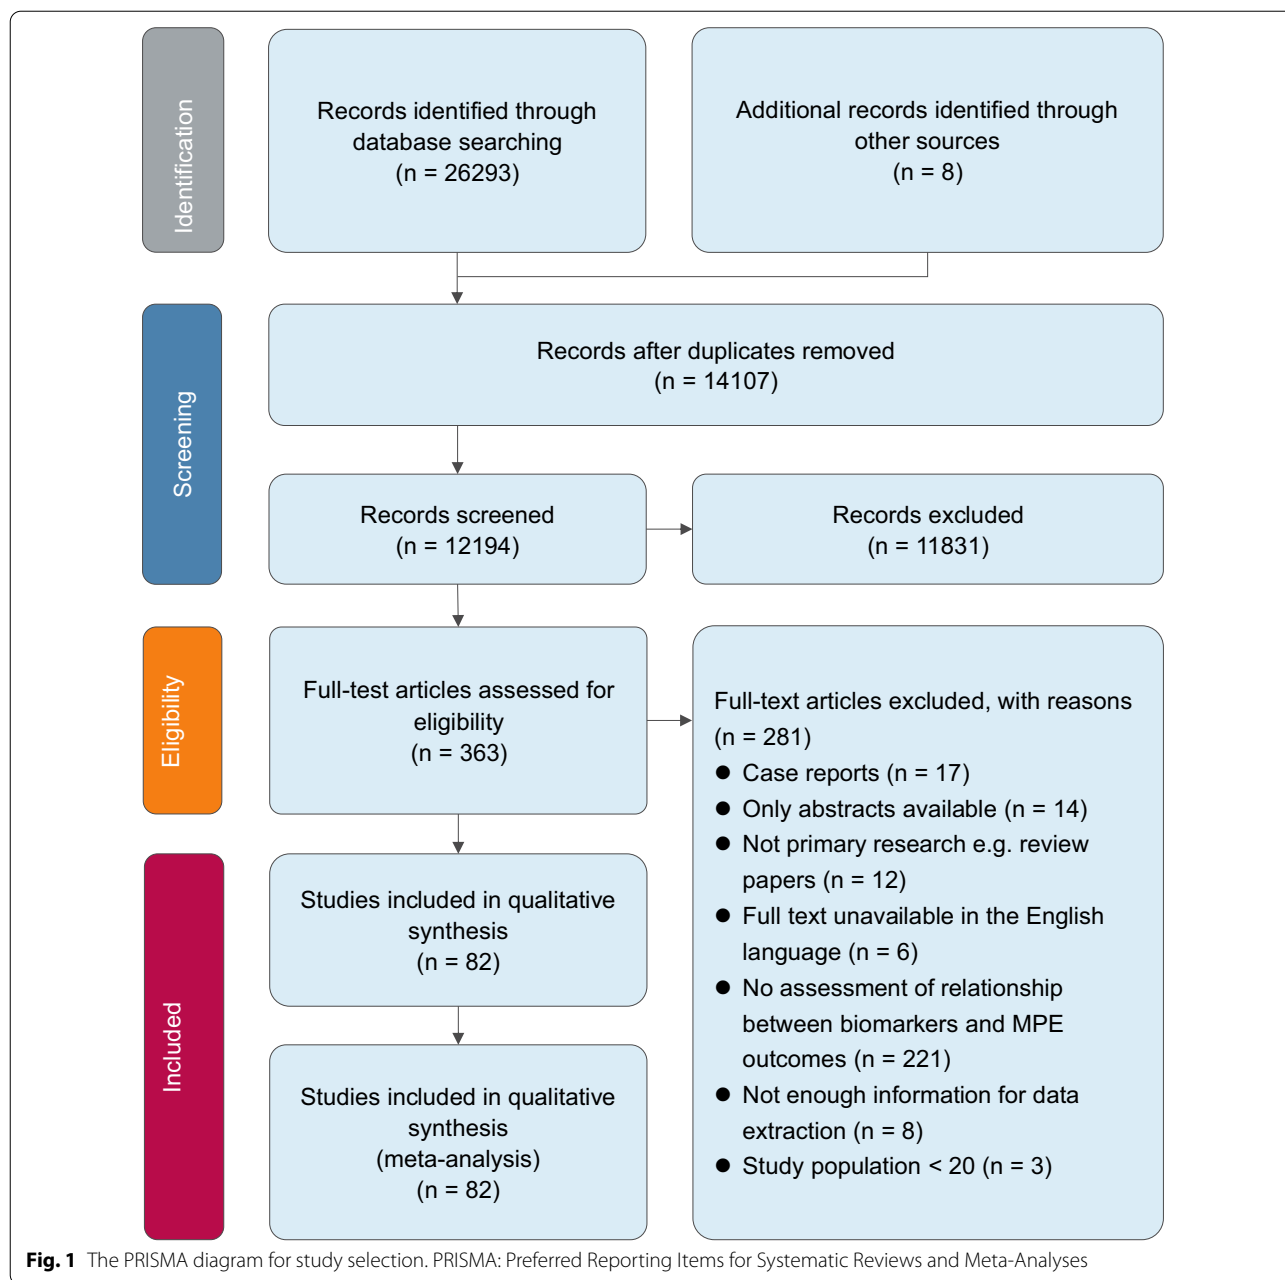 Identification
Records identified through
database searching
(n = 26293)
Additional records identified through
other sources
(n = 8)
Screening
Records after duplicates removed
(n = 14107)
Records screened
(n = 12194)
Records excluded
(n = 11831)
Eligibility
Full-test articles assessed for
eligibility
(n = 363)
Full-text articles excluded, with reasons
(n = 281)
● Case reports (n = 17)
● Only abstracts available (n = 14)
● Not primary research e.g. review
papers (n = 12)
● Full text unavailable in the English
language (n = 6)
● No assessment of relationship
between biomarkers and MPE
outcomes (n = 221)
● Not enough information for data
extraction (n = 8)
● Study population < 20 (n = 3)
Included
Studies included in qualitative
synthesis
(n = 82)
Studies included in qualitative
synthesis
(meta-analysis)
(n = 82)
Fig. 1 The PRISMA diagram for study selection. PRISMA: Preferred Reporting Items for Systematic Reviews and Meta-Analyses